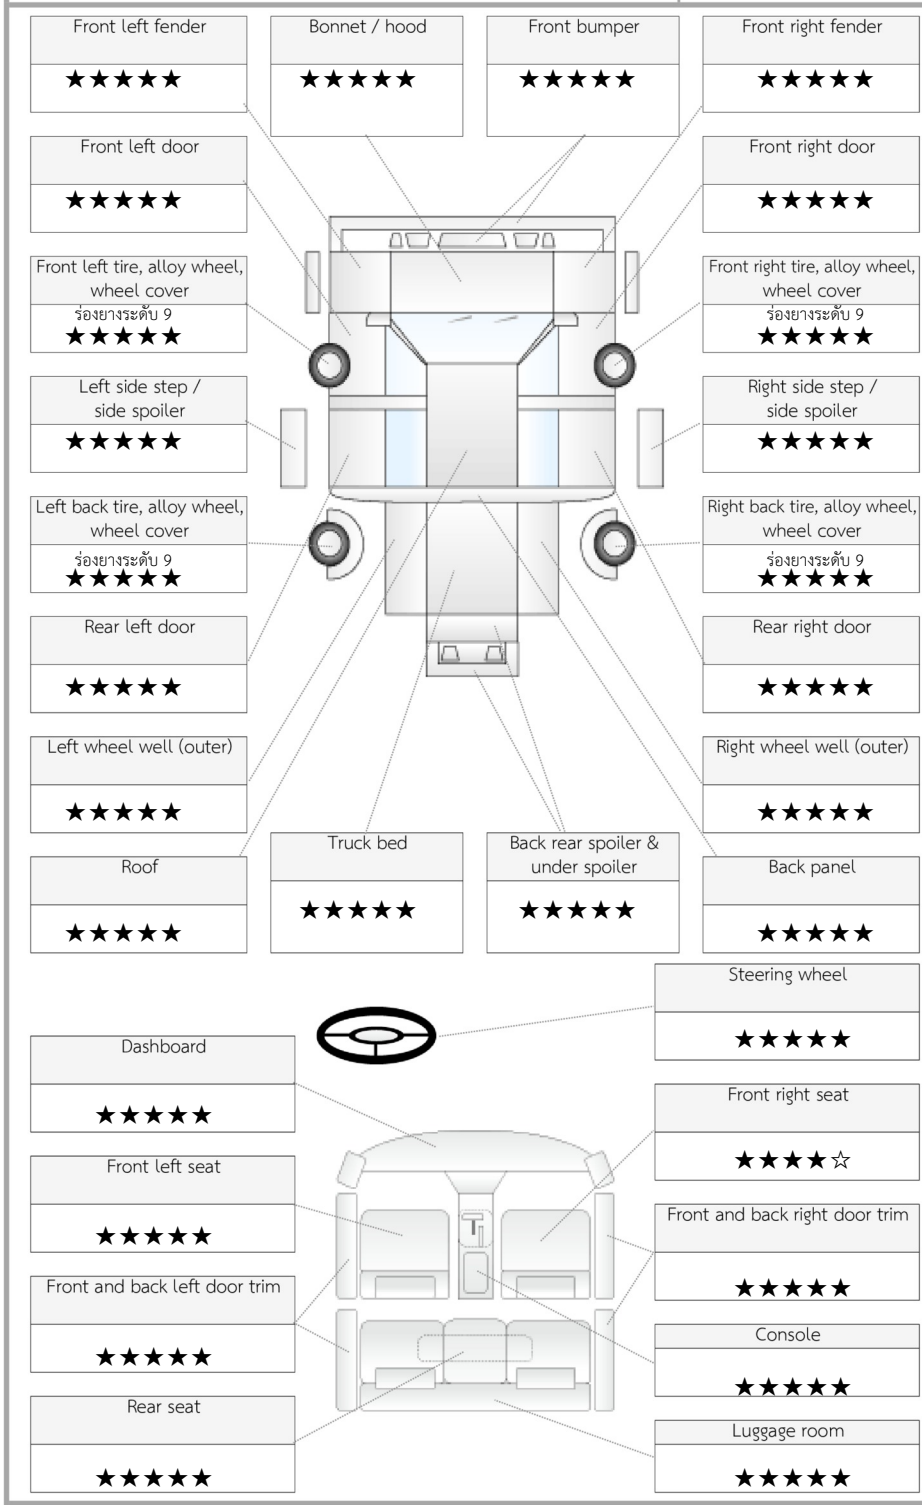 Front left fender
★★★★★
Bonnet / hood
★★★★★
Front bumper
★★★★★
Front right fender
★★★★★
Front left door
★★★★★
Front right door
★★★★★
Front left tire, alloy wheel,
wheel cover
ร่องยางระดับ 9
★★★★★
Front right tire, alloy wheel,
wheel cover
ร่องยางระดับ 9
★★★★★
Left side step /
side spoiler
★★★★★
Right side step /
side spoiler
★★★★★
Left back tire, alloy wheel,
wheel cover
ร่องยางระดับ 9
★★★★★
Right back tire, alloy wheel,
wheel cover
ร่องยางระดับ 9
★★★★★
Rear left door
★★★★★
Rear right door
★★★★★
Left wheel well (outer)
★★★★★
Right wheel well (outer)
★★★★★
Roof
★★★★★
Truck bed
★★★★★
Back rear spoiler &
under spoiler
★★★★★
Back panel
★★★★★
Steering wheel
★★★★★
Dashboard
★★★★★
Front right seat
★★★★☆
Front left seat
★★★★★
Front and back right door trim
★★★★★
Front and back left door trim
★★★★★
Console
★★★★★
Rear seat
★★★★★
Luggage room
★★★★★